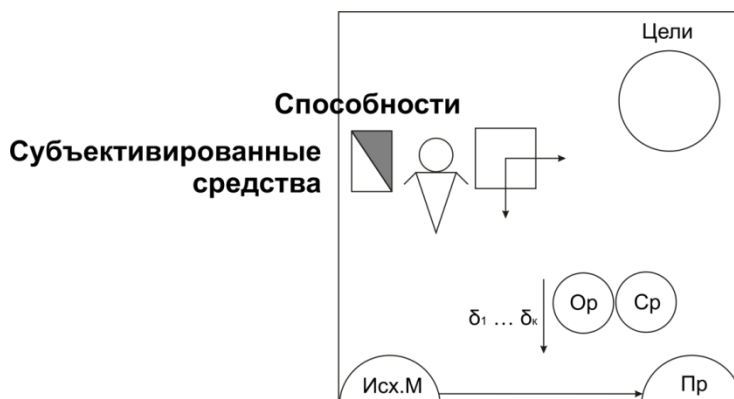 Цели
Способности
Субъективированные
средства
δ₁ ... δₖ
Ор
Ср
Исх.М
Пр